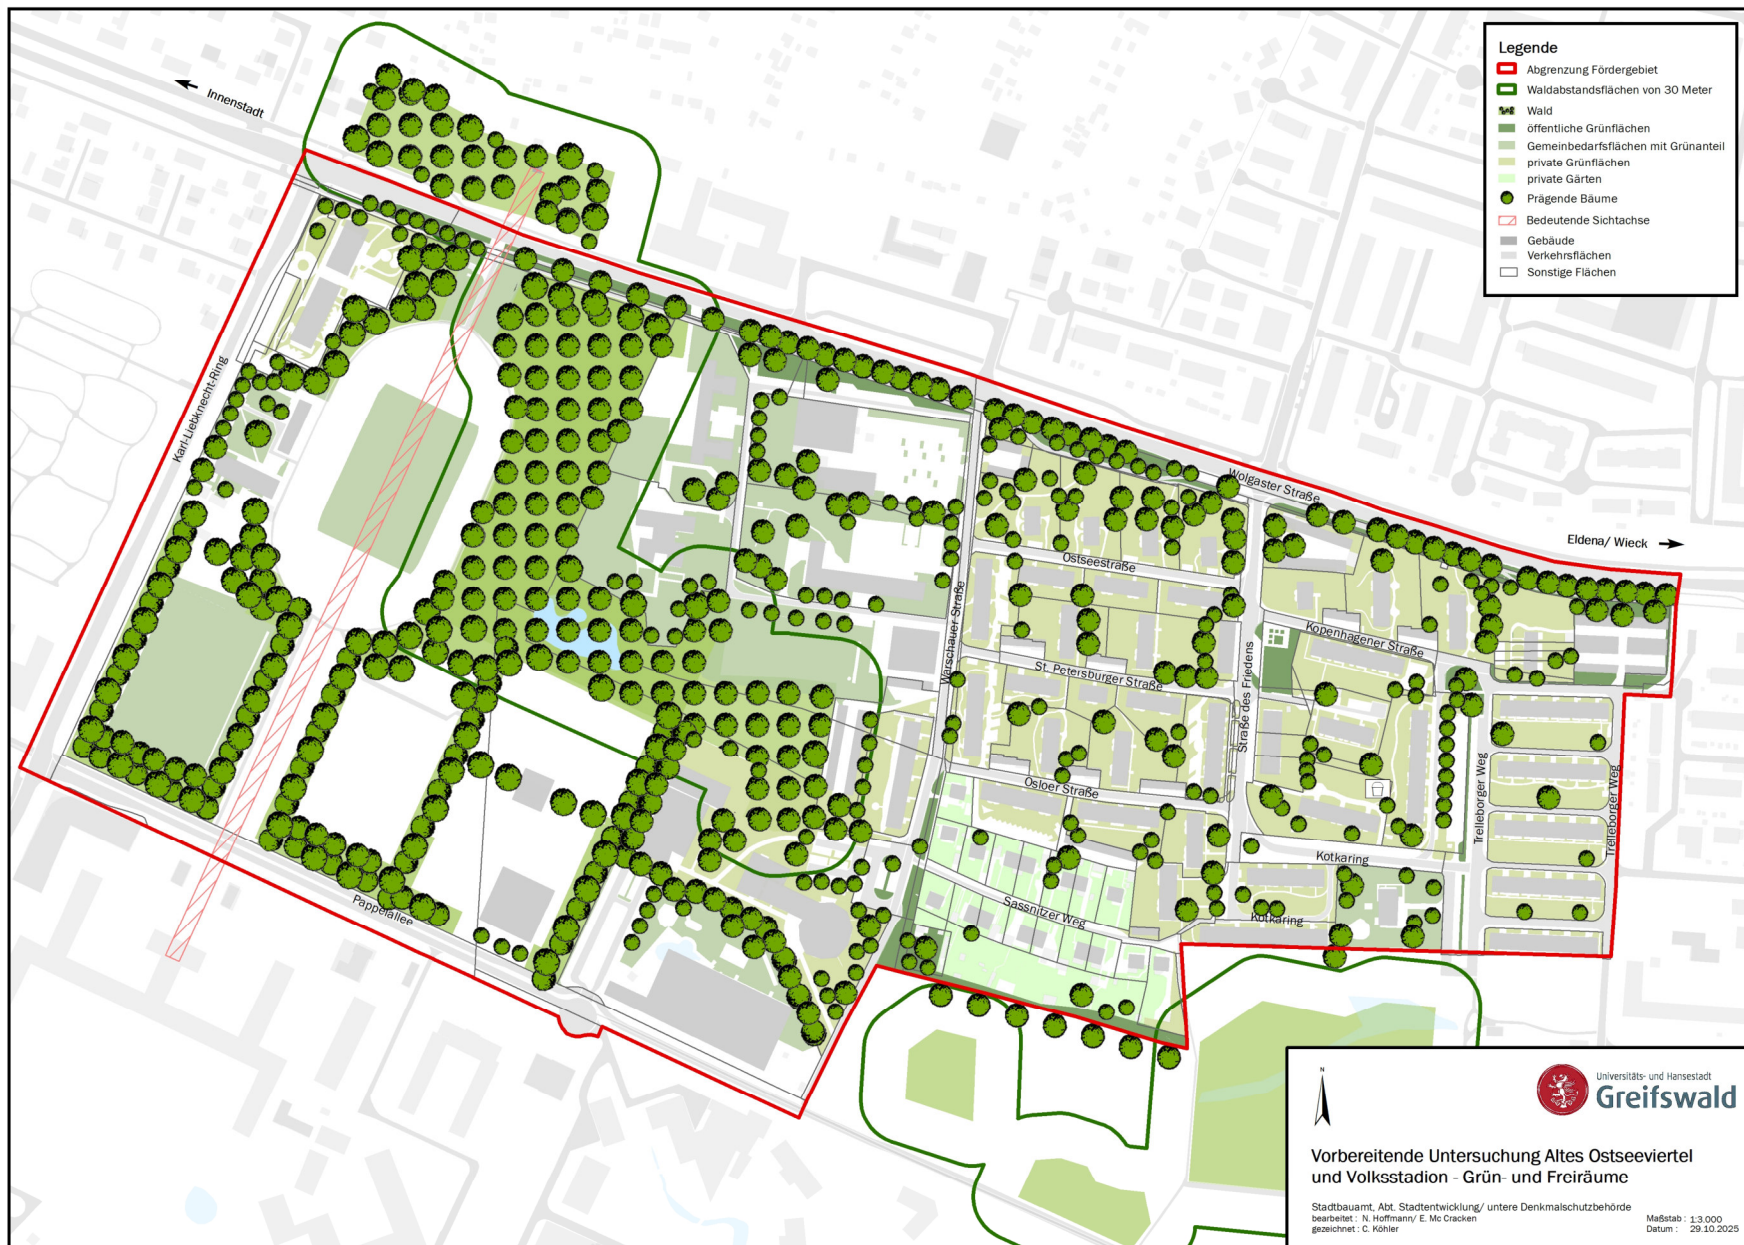 Innenstadt
Legende
Abgrenzung Fördergebiet
Waldabstandsflächen von 30 Meter
Wald
öffentliche Grünflächen
Gemeinbedarfsflächen mit Grünanteil
private Grünflächen
private Gärten
Prägende Bäume
Bedeutende Sichtachse
Gebäude
Verkehrsflächen
Sonstige Flächen
Karl-Liebknecht-Ring
Wolgaster Straße
Eldena/ Wieck
Ostseestraße
Warschauer Straße
Kopenhagener Straße
St. Petersburger Straße
Straße des Friedens
Osloer Straße
Trelleborger Weg
Trelleborger Weg
Kotkaring
Sassnitzer Weg
Kotkaring
Pappelallee
N
Universitäts- und Hansestadt
Greifswald
Vorbereitende Untersuchung Altes Ostseeviertel
und Volksstadion - Grün- und Freiräume
Stadtbauamt, Abt. Stadtentwicklung/ untere Denkmalschutzbehörde
bearbeitet : N. Hoffmann/ E. Mc Cracken
gezeichnet : C. Köhler
Maßstab : 1:3.000
Datum : 29.10.2025